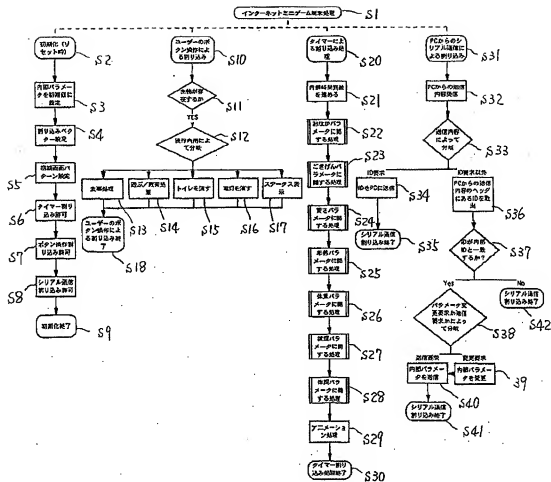 インターネットミニゲーム端末処理
S1
初期化(リ
セット時)
S2
内部パラメ
ータを初期値に
設定
S3
割り込みベク
ター設定
S4
初期画面パ
ターン設定
S5
タイマー割り
込み許可
S6
ボタン操作割
り込み許可
S7
シリアル通信
割り込み許可
S8
初期化終了
S9
ユーザーのボ
タン操作によ
る割り込み
S10
生物が存
在するか
S11
YES
実行内容によっ
て分岐
S12
食事処理
S13
遊ぶ/教育処
理
S14
トイレを流す
S15
電灯を消す
S16
ステータス表
示
S17
ユーザーのボ
タン操作によ
る割り込み終
了
S18
タイマーによ
る割り込み処
理
S20
内部時刻
を進める
S21
おなかパラ
メータに関する
処理
S22
ごきげんパラ
メータに関す
る処理
S23
S24
メータに関す
る処理
年齢パラ
メータに関す
る処理
S25
体重パラ
メータに関す
る処理
S26
メータに関す
る処理
S27
メータに関す
る処理
S28
アニメーショ
ン処理
S29
タイマー割り
込み処理終了
S30
PCからのシ
リアル通信に
よる割り込み
S31
PCからの通信
内容受信
S32
通信内容
によって分
岐
S33
ID要求
IDをPCに送信
S34
シリアル通信
割り込み終了
S35
ID要求以外
PCからの通信
内容のヘッダ
にあるIDを取
出
S36
IDが内部
IDと一致
するか?
S37
No
シリアル通信
割り込み終了
S42
Yes
パラメータ変
更要求か送信
要求かによって
分岐
S38
送信要求
変更要求
内部パラメー
タを送信
内部パラメー
タを変更
39
S40
シリアル通信
割り込み終了
S41